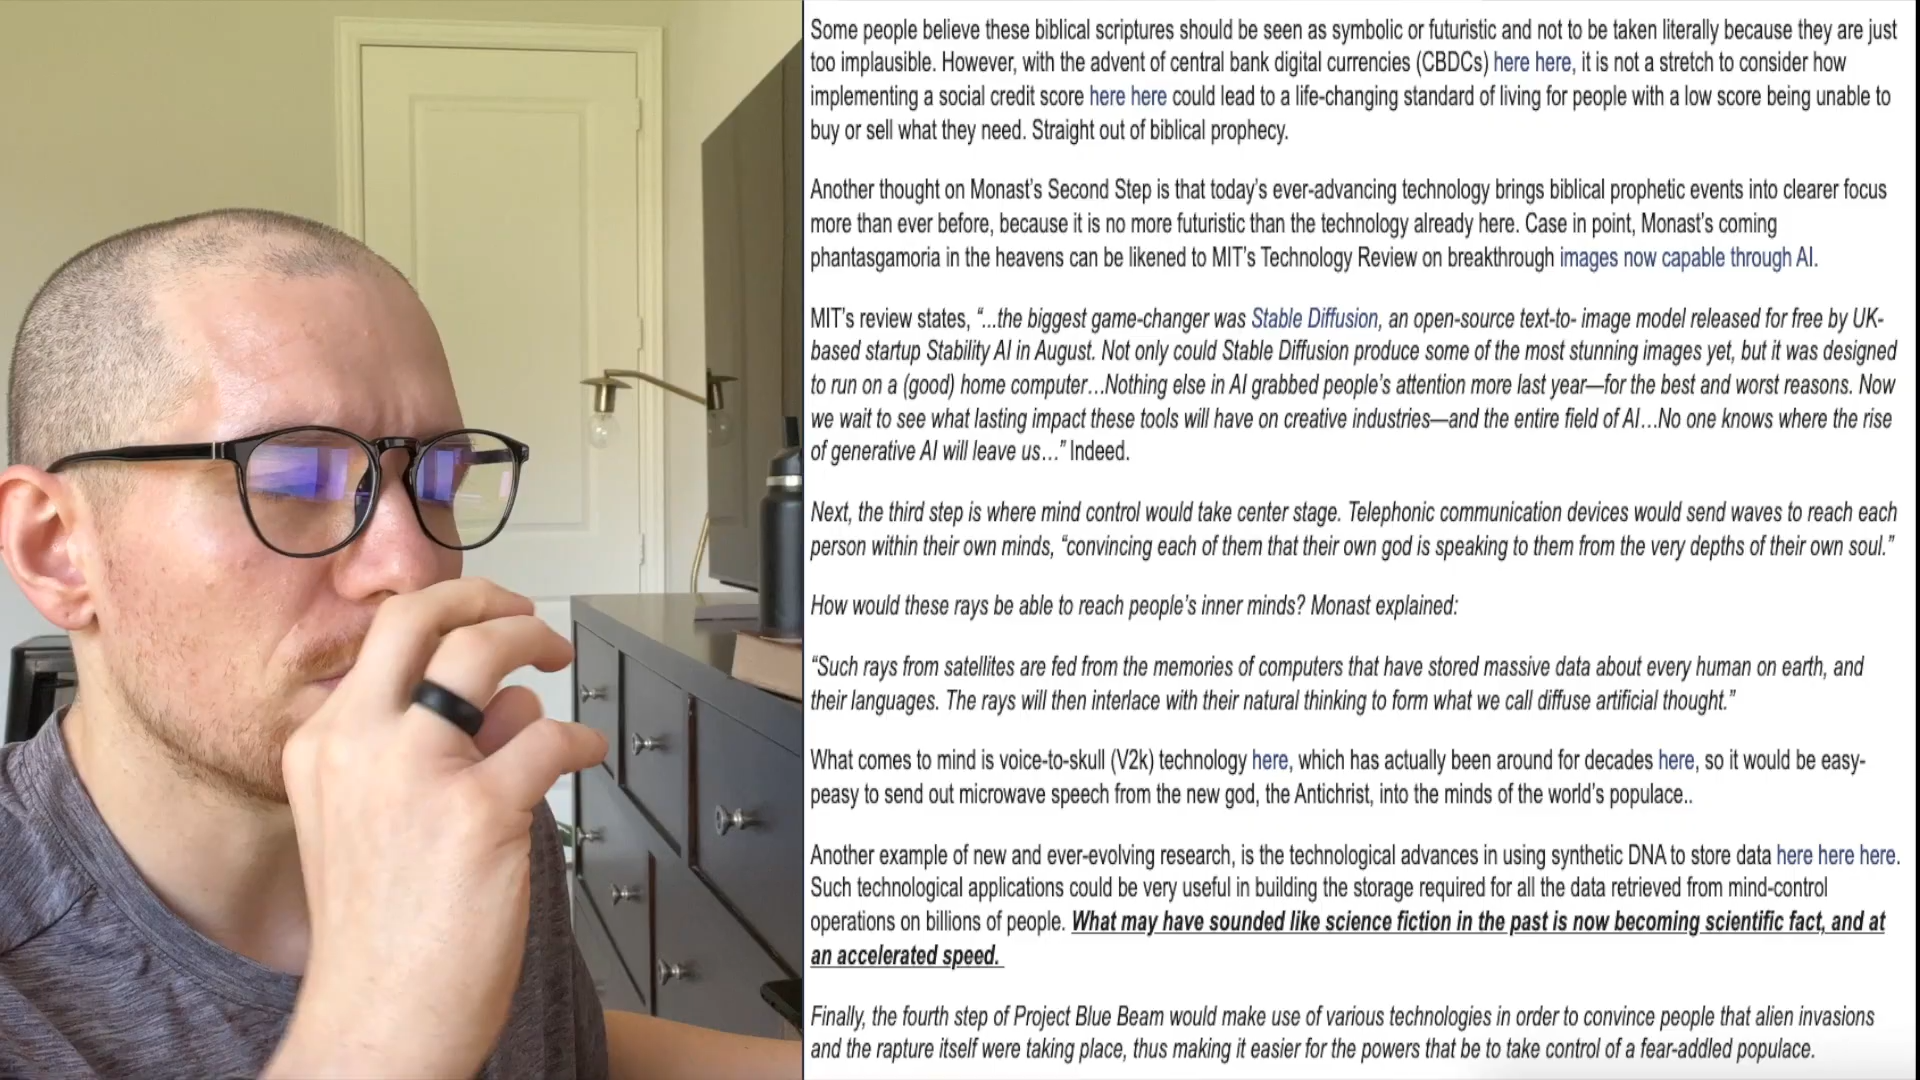 Some people believe these biblical scriptures should be seen as symbolic or futuristic and not to be taken literally because they are just
too implausible. However, with the advent of central bank digital currencies (CBDCs) here here, it is not a stretch to consider how
implementing a social credit score here here could lead to a life-changing standard of living for people with a low score being unable to
buy or sell what they need. Straight out of biblical prophecy.
Another thought on Monast's Second Step is that today's ever-advancing technology brings biblical prophetic events into clearer focus
more than ever before, because it is no more futuristic than the technology already here. Case in point, Monast's coming
phantasgamoria in the heavens can be likened to MIT's Technology Review on breakthrough images now capable through AI.
MIT's review states, “...the biggest game-changer was Stable Diffusion, an open-source text-to- image model released for free by UK-
based startup Stability AI in August. Not only could Stable Diffusion produce some of the most stunning images yet, but it was designed
to run on a (good) home computer…Nothing else in AI grabbed people's attention more last year—for the best and worst reasons. Now
we wait to see what lasting impact these tools will have on creative industries—and the entire field of AI…No one knows where the rise
of generative AI will leave us…” Indeed.
Next, the third step is where mind control would take center stage. Telephonic communication devices would send waves to reach each
person within their own minds, “convincing each of them that their own god is speaking to them from the very depths of their own soul.”
How would these rays be able to reach people's inner minds? Monast explained:
“Such rays from satellites are fed from the memories of computers that have stored massive data about every human on earth, and
their languages. The rays will then interlace with their natural thinking to form what we call diffuse artificial thought.”
What comes to mind is voice-to-skull (V2k) technology here, which has actually been around for decades here, so it would be easy-
peasy to send out microwave speech from the new god, the Antichrist, into the minds of the world's populace..
Another example of new and ever-evolving research, is the technological advances in using synthetic DNA to store data here here here.
Such technological applications could be very useful in building the storage required for all the data retrieved from mind-control
operations on billions of people. What may have sounded like science fiction in the past is now becoming scientific fact, and at
an accelerated speed.
Finally, the fourth step of Project Blue Beam would make use of various technologies in order to convince people that alien invasions
and the rapture itself were taking place, thus making it easier for the powers that be to take control of a fear-addled populace.